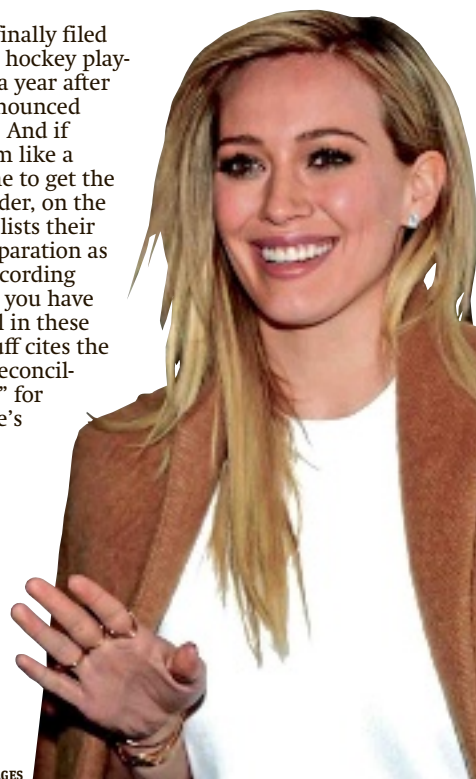 finally filed
hockey play-
a year after
nounced
And if
m like a
ne to get the
der, on the
lists their
paration as
cording
you have
l in these
uff cites the
econcil-
” for
e’s
GES